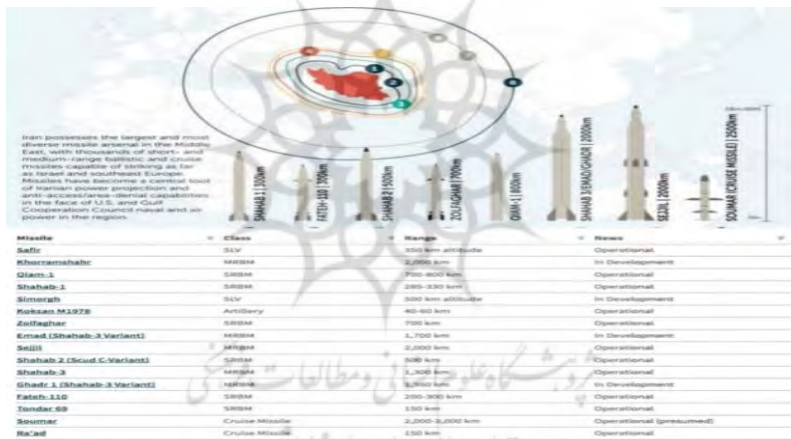 Iran possesses the largest and most
diverse missile arsenal in the Middle
East, with thousands of short- and
medium-range ballistic and cruise
missiles capable of striking as far
as Israel and southeast Europe.
Missiles have become a central tool
of Iranian power projection and
anti-access/area-denial capabilities
in the face of U.S. and Gulf
Cooperation Council naval and air
power in the region.
SHAHAB 1 | 300km
FATEH-110 | 300km
SHAHAB 2 | 500km
ZOLFAGHAR | 700km
QIAM-1 | 800km
SHAHAB 3/EMAD/GHADR | 2000km
SEJJIL | 2000km
SOUMAR (CRUISE MISSILE) | 2500km
Missile Class Range News
Safir SLV 350 km altitude Operational
Khorramshahr MRBM 2,000 km In Development
Qiam-1 SRBM 700-800 km Operational
Shahab-1 SRBM 285-330 km Operational
Simorgh SLV 500 km altitude In Development
Koksan M1978 Artillery 40-60 km Operational
Zolfaghar SRBM 700 km Operational
Emad (Shahab-3 Variant) MRBM 1,700 km In Development
Sejjil MRBM 2,000 km Operational
Shahab 2 (Scud C-Variant) SRBM 500 km Operational
Shahab-3 MRBM 1,300 km Operational
Ghadr 1 (Shahab-3 Variant) MRBM 1,950 km In Development
Fateh-110 SRBM 200-300 km Operational
Tondar 69 SRBM 150 km Operational
Soumar Cruise Missile 2,000-3,000 km Operational (presumed)
Ra'ad Cruise Missile 150 km Operational
پژوهشگاه علوم انسانی و مطالعات فرهنگی